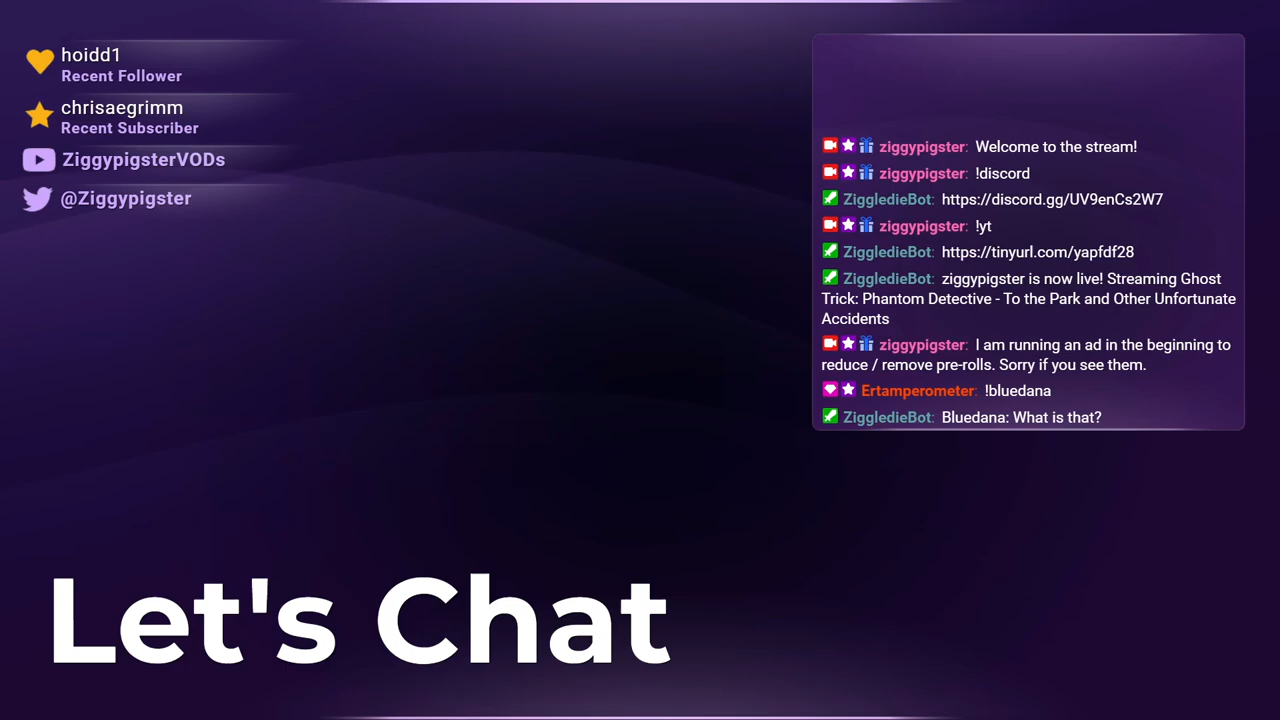 hoidd1
Recent Follower
chrisaegrimm
Recent Subscriber
ZiggypigsterVODs
@Ziggypigster
ziggypigster: Welcome to the stream!
ziggypigster: !discord
ZiggledieBot: https://discord.gg/UV9enCs2W7
ziggypigster: !yt
ZiggledieBot: https://tinyurl.com/yapfdf28
ZiggledieBot: ziggypigster is now live! Streaming Ghost
Trick: Phantom Detective - To the Park and Other Unfortunate
Accidents
ziggypigster: I am running an ad in the beginning to
reduce / remove pre-rolls. Sorry if you see them.
Ertamperometer: !bluedana
ZiggledieBot: Bluedana: What is that?
Let's Chat